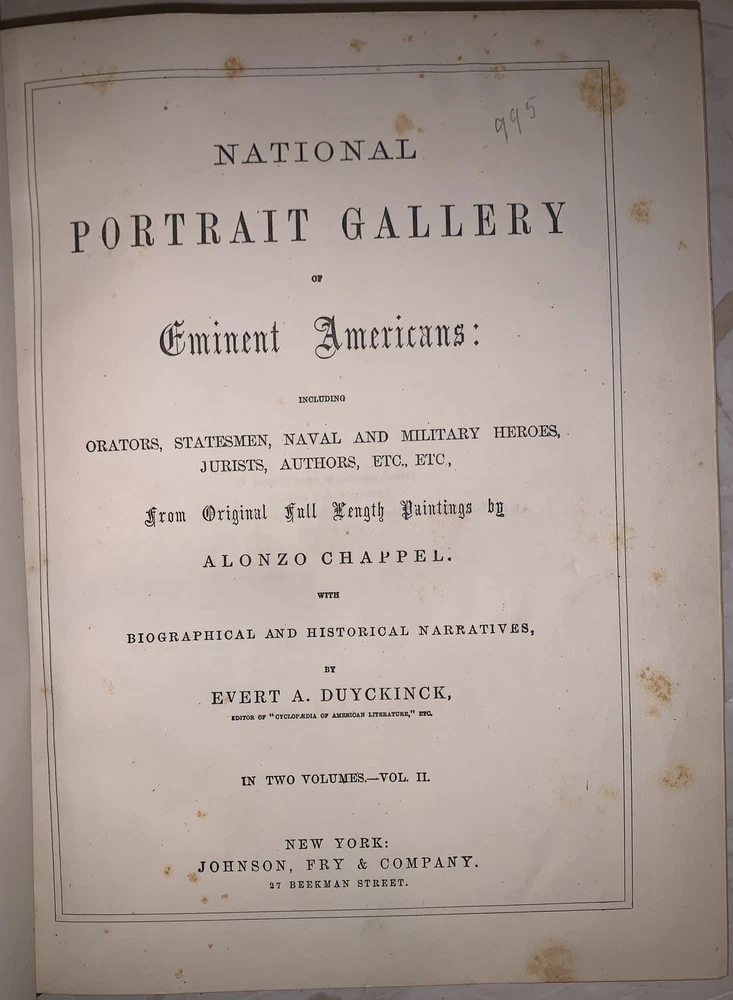 995
NATIONAL
PORTRAIT GALLERY
OF
Eminent Americans:
INCLUDING
ORATORS, STATESMEN, NAVAL AND MILITARY HEROES,
JURISTS, AUTHORS, ETC., ETC.,
From Original Full Length Paintings by
ALONZO CHAPPEL.
WITH
BIOGRAPHICAL AND HISTORICAL NARRATIVES,
BY
EVERT A. DUYCKINCK,
EDITOR OF "CYCLOPÆDIA OF AMERICAN LITERATURE," ETC.
IN TWO VOLUMES.—VOL. II.
NEW YORK:
JOHNSON, FRY & COMPANY.
27 BEEKMAN STREET.